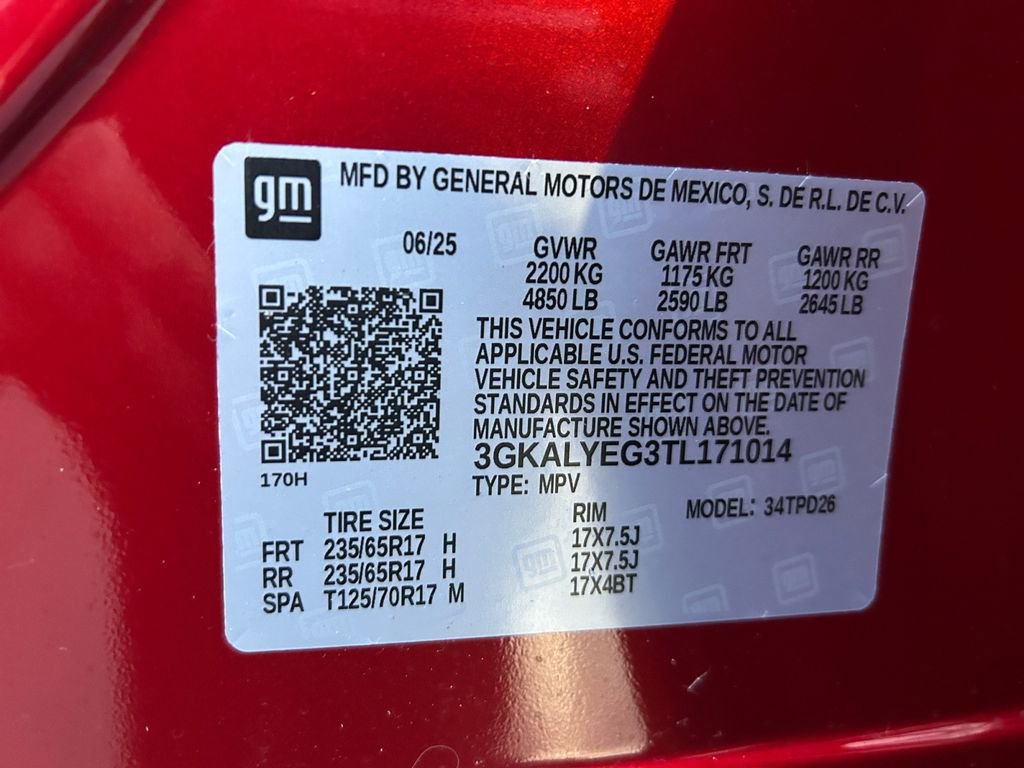 gm
MFD BY GENERAL MOTORS DE MEXICO, S. DE R.L. DE C.V.
06/25 GVWR GAWR FRT GAWR RR
2200 KG 1175 KG 1200 KG
4850 LB 2590 LB 2645 LB
THIS VEHICLE CONFORMS TO ALL
APPLICABLE U.S. FEDERAL MOTOR
VEHICLE SAFETY AND THEFT PREVENTION
STANDARDS IN EFFECT ON THE DATE OF
MANUFACTURE SHOWN ABOVE.
3GKALYEG3TL171014
170H
TYPE: MPV
MODEL: 34TPD26
TIRE SIZE RIM
FRT 235/65R17 H 17X7.5J
RR 235/65R17 H 17X7.5J
SPA T125/70R17 M 17X4BT